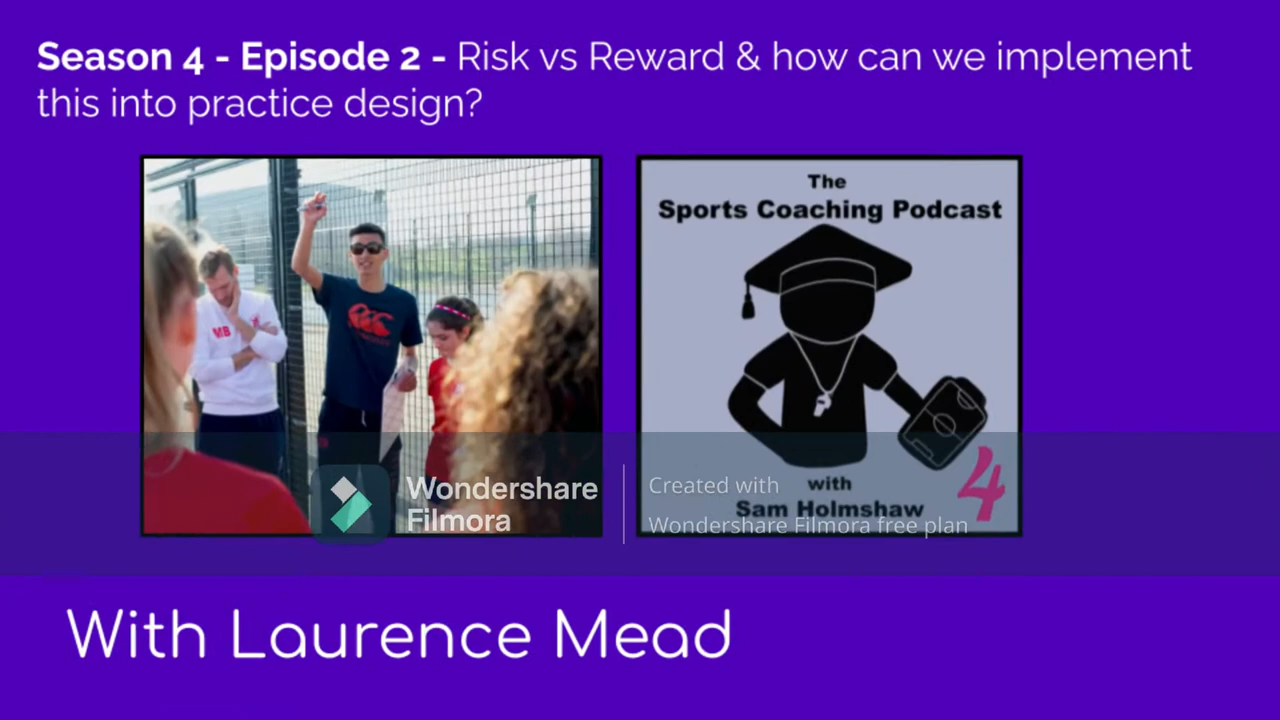 Season 4 - Episode 2 - Risk vs Reward & how can we implement
this into practice design?
MB
The
Sports Coaching Podcast
with
Sam Holmshaw
4
Wondershare
Filmora
Created with
Wondershare Filmora free plan
With Laurence Mead